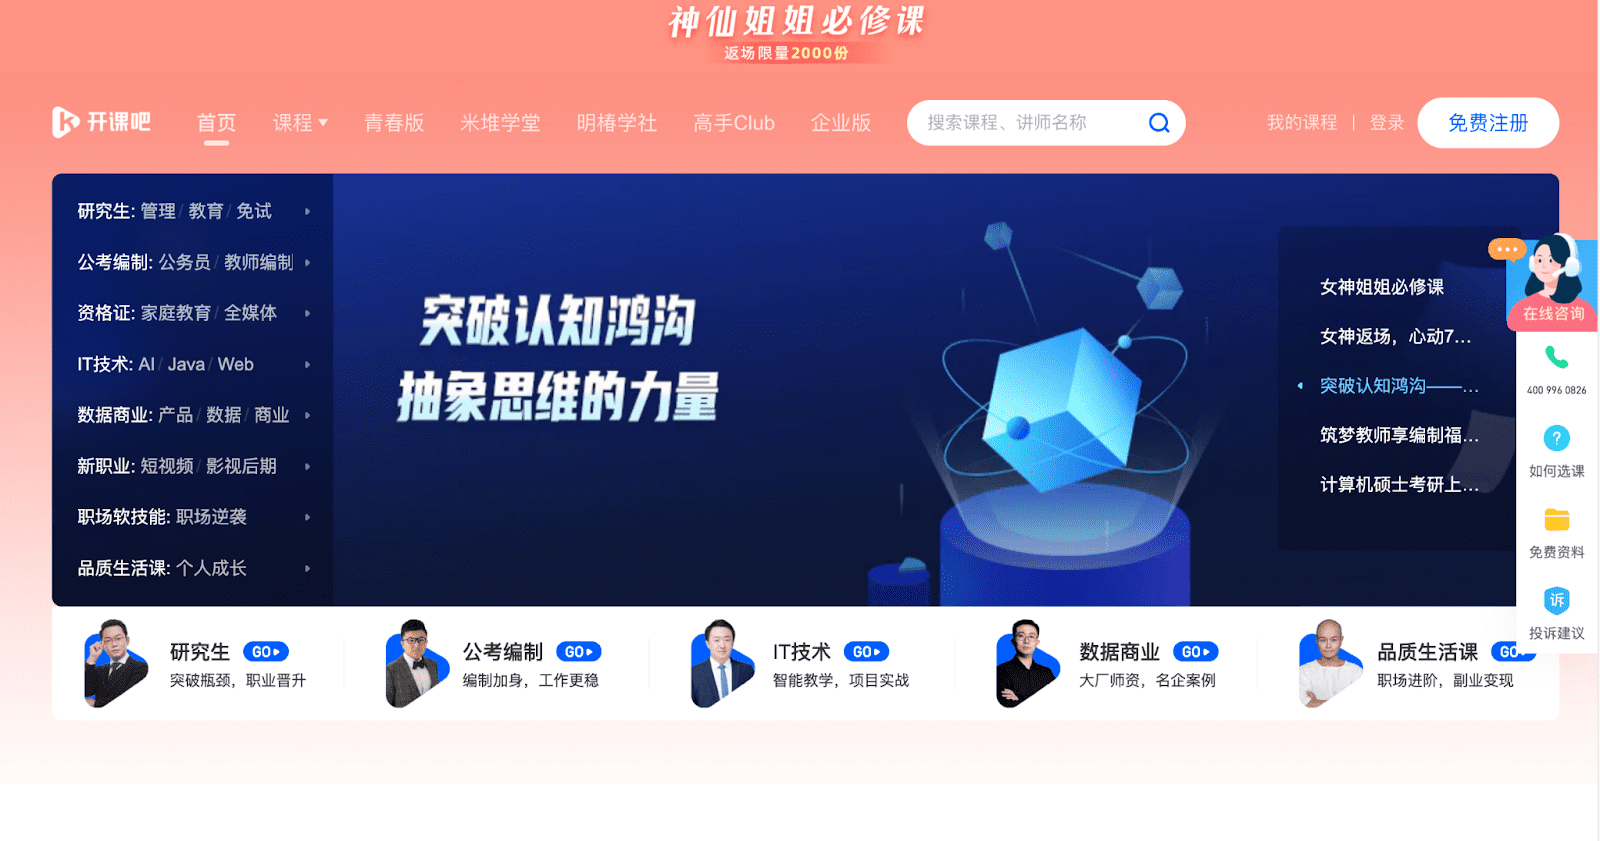 神仙姐姐必修课
返场限量2000份
开课吧
首页
课程
青春版
米堆学堂
明椿学社
高手Club
企业版
搜索课程、讲师名称
我的课程 | 登录
免费注册
研究生: 管理 / 教育 / 免试
公考编制: 公务员 / 教师编制
资格证: 家庭教育 / 全媒体
IT技术: AI / Java / Web
数据商业: 产品 / 数据 / 商业
新职业: 短视频 / 影视后期
职场软技能: 职场逆袭
品质生活课: 个人成长
突破认知鸿沟
抽象思维的力量
女神姐姐必修课
女神返场，心动7...
突破认知鸿沟——...
筑梦教师享编制福...
计算机硕士考研上...
在线咨询
400 996 0826
?
如何选课
免费资料
诉
投诉建议
研究生 GO
突破瓶颈，职业晋升
公考编制 GO
编制加身，工作更稳
IT技术 GO
智能教学，项目实战
数据商业 GO
大厂师资，名企案例
品质生活课 GO
职场进阶，副业变现